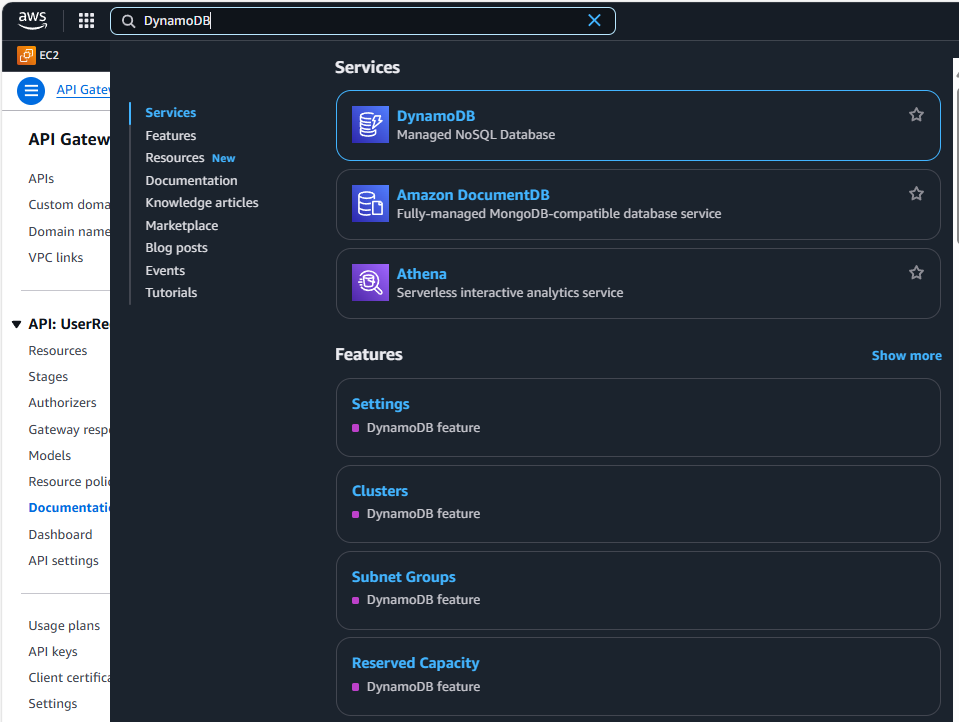 aws
DynamoDB
EC2
API Gatew
API Gatew
APIs
Custom doma
Domain name
VPC links
API: UserRe
Resources
Stages
Authorizers
Gateway resp
Models
Resource polic
Documentatio
Dashboard
API settings
Usage plans
API keys
Client certifica
Settings
Services
Features
Resources New
Documentation
Knowledge articles
Marketplace
Blog posts
Events
Tutorials
Services
DynamoDB
Managed NoSQL Database
Amazon DocumentDB
Fully-managed MongoDB-compatible database service
Athena
Serverless interactive analytics service
Features
Show more
Settings
DynamoDB feature
Clusters
DynamoDB feature
Subnet Groups
DynamoDB feature
Reserved Capacity
DynamoDB feature